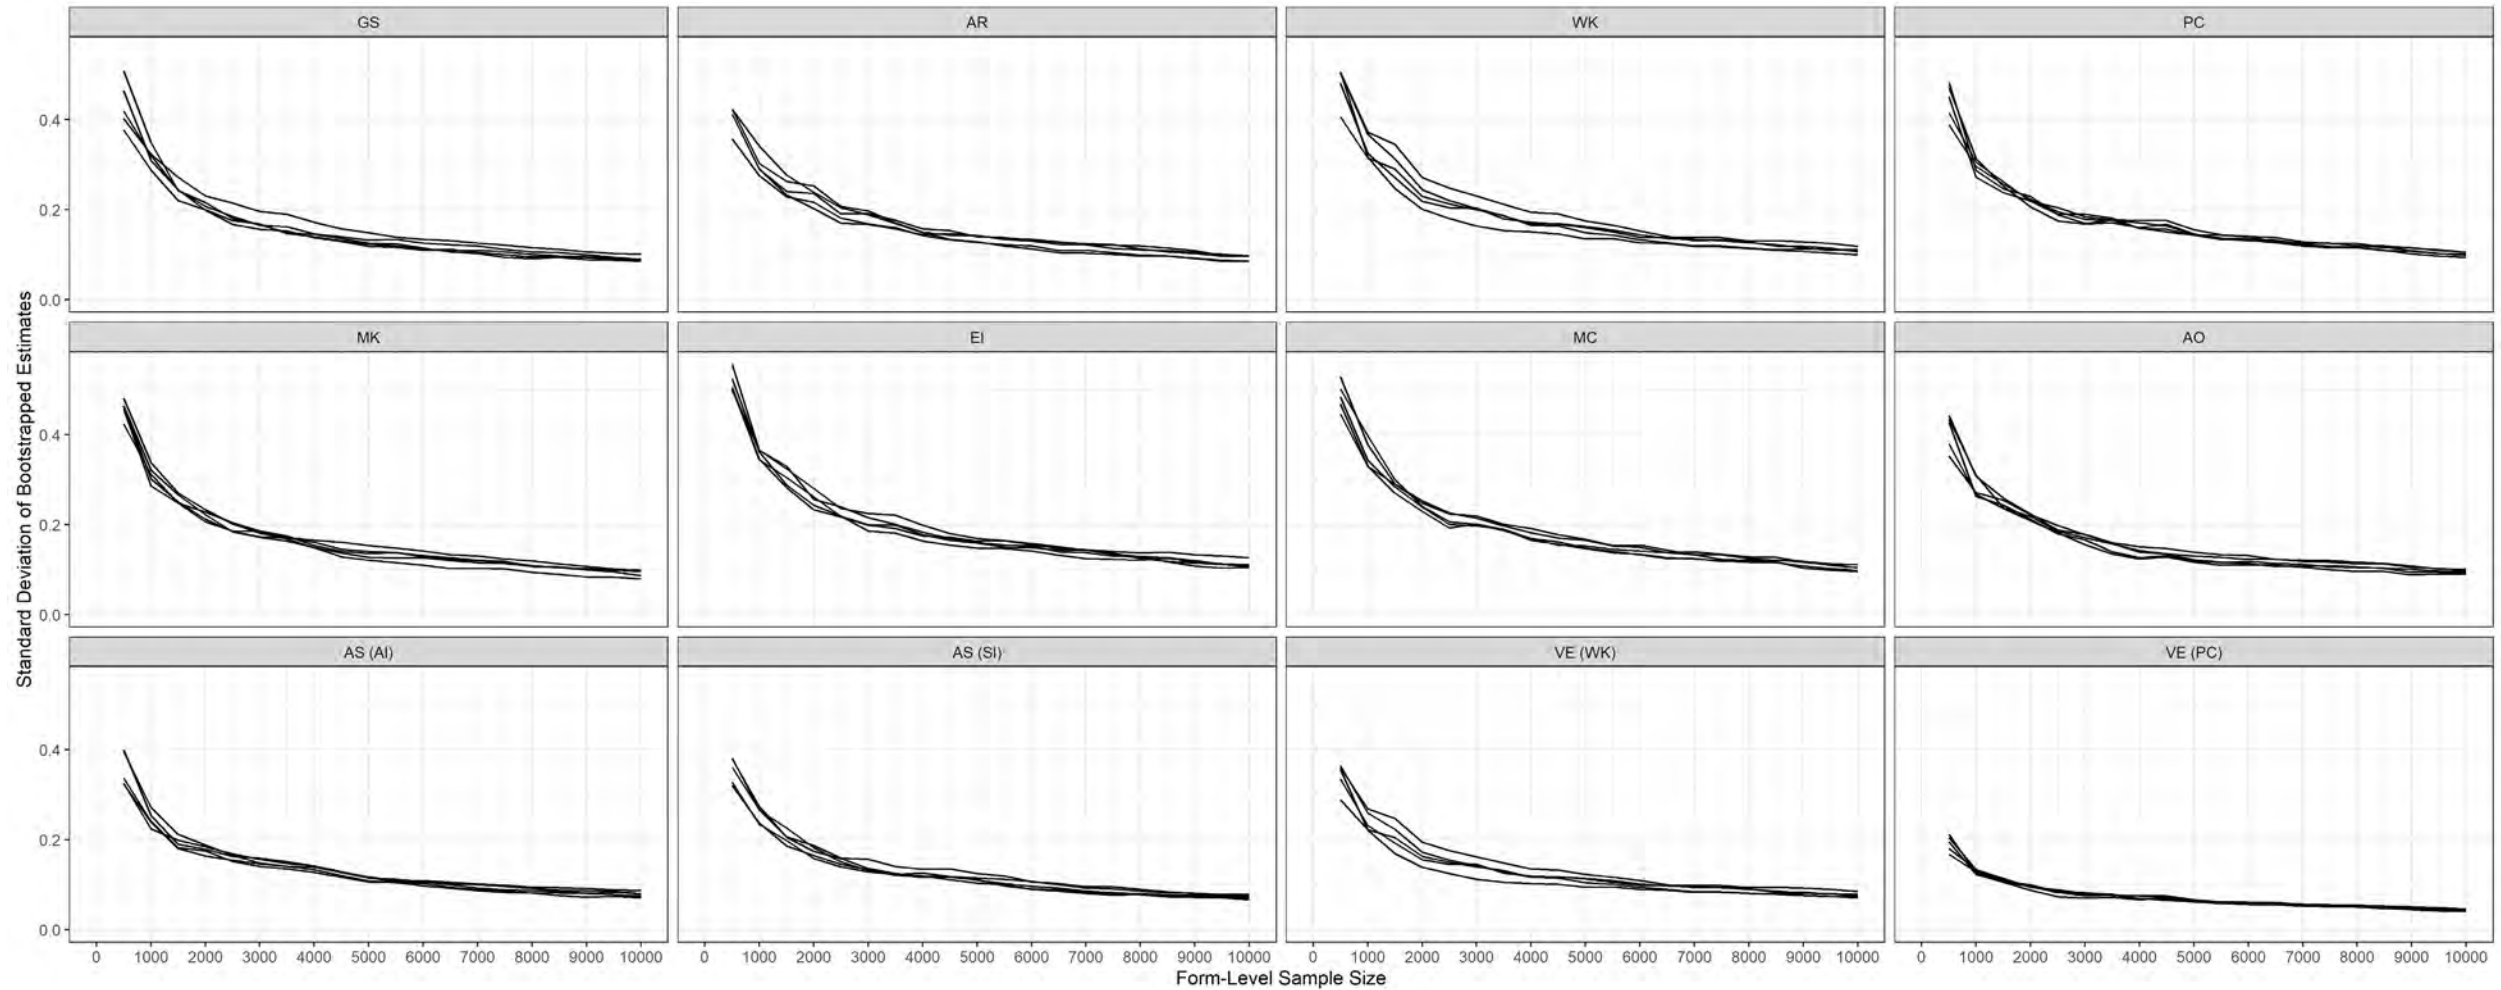 GS AR WK PC
0.4
0.2
0.0
MK EI MC AO
0.4
0.2
0.0
AS (AI) AS (SI) VE (WK) VE (PC)
0.4
0.2
0.0
0 1000 2000 3000 4000 5000 6000 7000 8000 9000 10000 0 1000 2000 3000 4000 5000 6000 7000 8000 9000 10000 0 1000 2000 3000 4000 5000 6000 7000 8000 9000 10000 0 1000 2000 3000 4000 5000 6000 7000 8000 9000 10000
Form-Level Sample Size
Standard Deviation of Bootstrapped Estimates